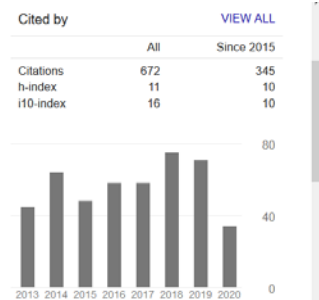 Cited by VIEW ALL
All Since 2015
Citations 672 345
h-index 11 10
i10-index 16 10
80
40
0
2013 2014 2015 2016 2017 2018 2019 2020